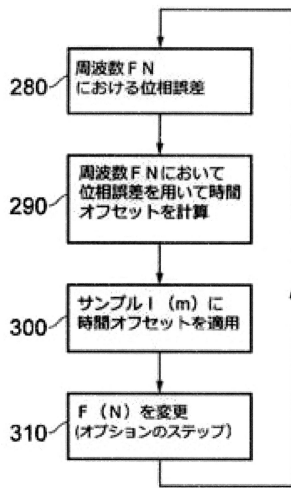 280
周波数FN
における位相誤差
290
周波数FNにおいて
位相誤差を用いて時間
オフセットを計算
300
サンプルI(m)に
時間オフセットを適用
310
F(N)を変更
(オプションのステップ)